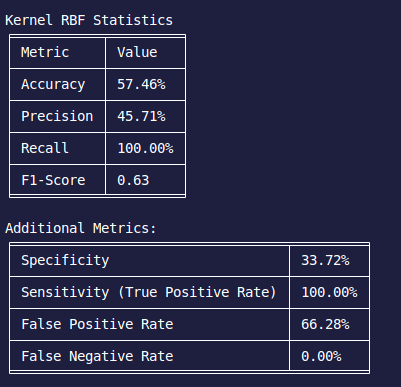 Kernel RBF Statistics
Metric Value
Accuracy 57.46%
Precision 45.71%
Recall 100.00%
F1-Score 0.63
Additional Metrics:
Specificity 33.72%
Sensitivity (True Positive Rate) 100.00%
False Positive Rate 66.28%
False Negative Rate 0.00%